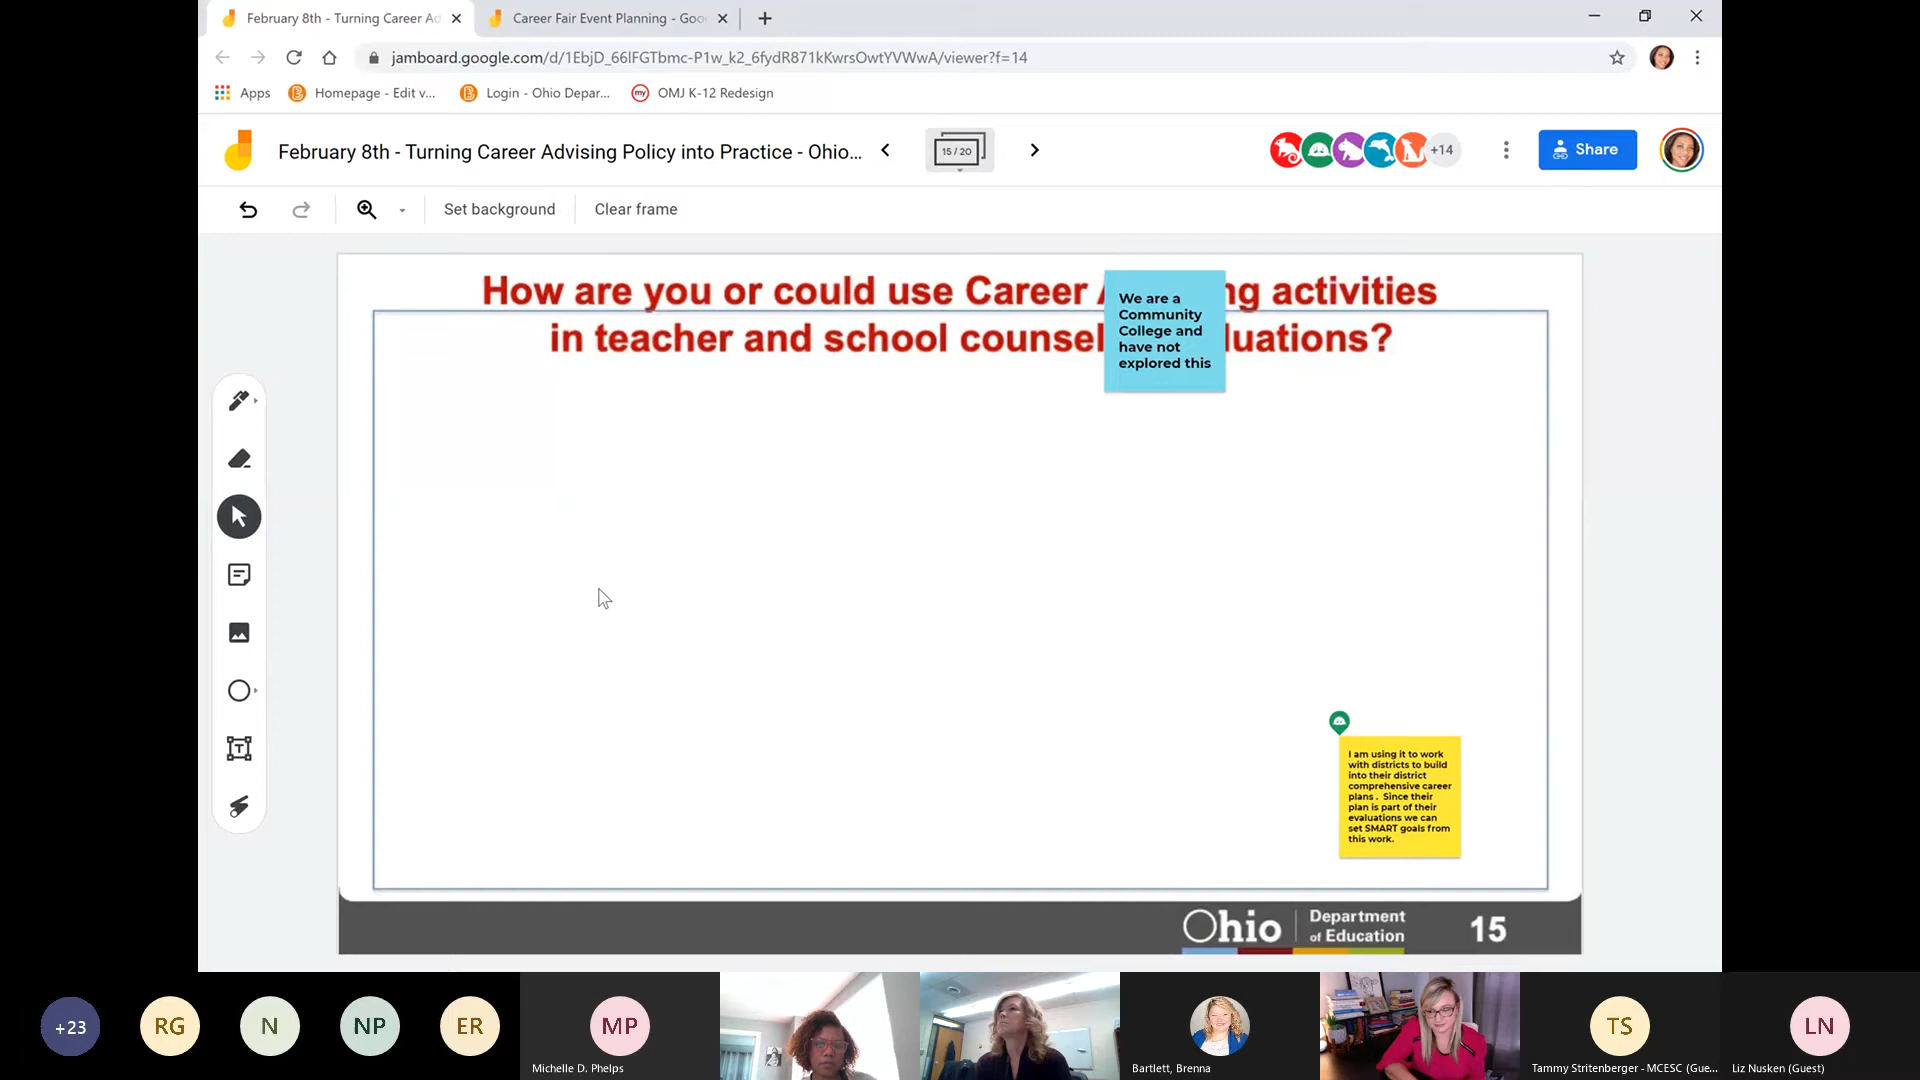 February 8th - Turning Career Ad
Career Fair Event Planning - Goo
jamboard.google.com/d/1EbjD_66lFGTbmc-P1w_k2_6fydR871kKwrsOwtYVWwA/viewer?f=14
Apps
Homepage - Edit v...
Login - Ohio Depar...
my
OMJ K-12 Redesign
February 8th - Turning Career Advising Policy into Practice - Ohio...
15 / 20
+14
Share
Set background
Clear frame
How are you or could use Career A ng activities
in teacher and school counsel luations?
We are a
Community
College and
have not
explored this
I am using it to work
with districts to build
into their district
comprehensive career
plans . Since their
plan is part of their
evaluations we can
set SMART goals from
this work.
Ohio
Department
of Education
15
+23
RG
N
NP
ER
MP
Michelle D. Phelps
Bartlett, Brenna
TS
Tammy Stritenberger - MCESC (Gue...
LN
Liz Nusken (Guest)